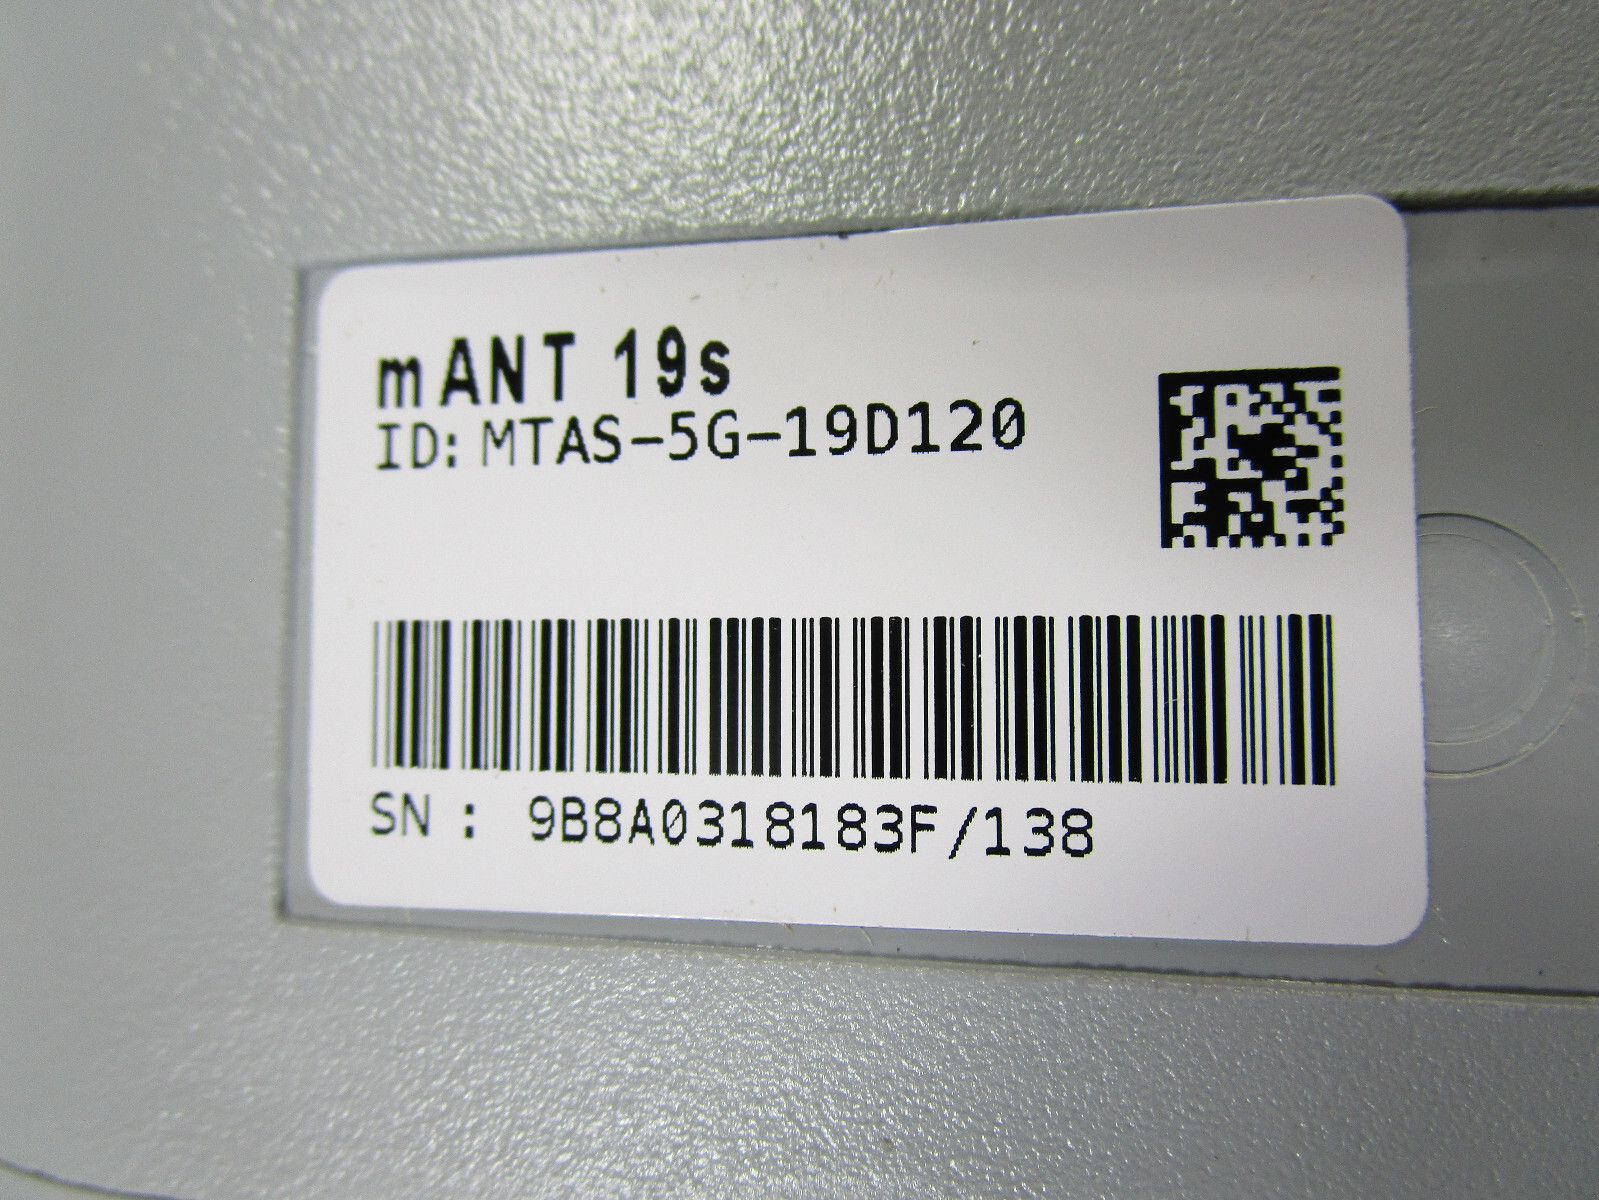 mANT 19s
ID: MTAS-5G-19D120
SN : 9B8A0318183F/138